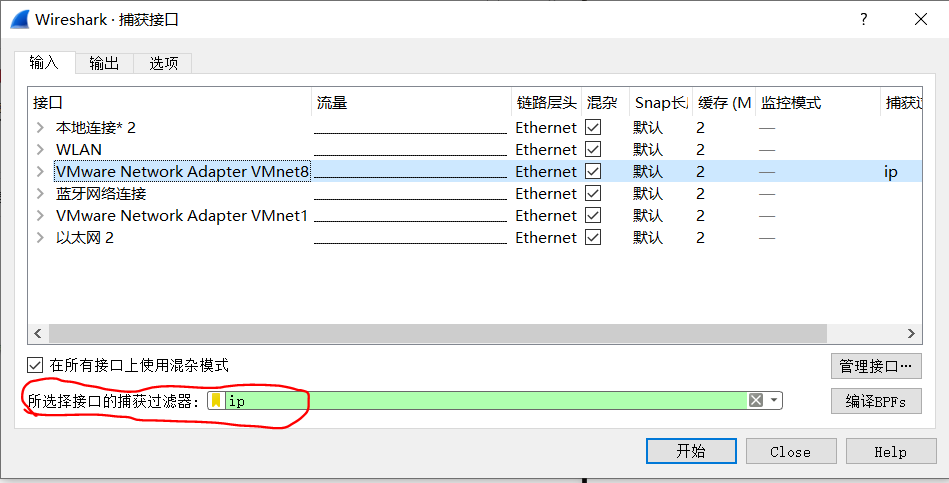 Wireshark · 捕获接口
输入 输出 选项
接口 流量 链路层头 混杂 Snap长 缓存 (M 监控模式 捕获过
本地连接* 2 Ethernet 默认 2 —
WLAN Ethernet 默认 2 —
VMware Network Adapter VMnet8 Ethernet 默认 2 — ip
蓝牙网络连接 Ethernet 默认 2 —
VMware Network Adapter VMnet1 Ethernet 默认 2 —
以太网 2 Ethernet 默认 2 —
在所有接口上使用混杂模式 管理接口…
所选择接口的捕获过滤器： ip 编译BPFs
开始 Close Help